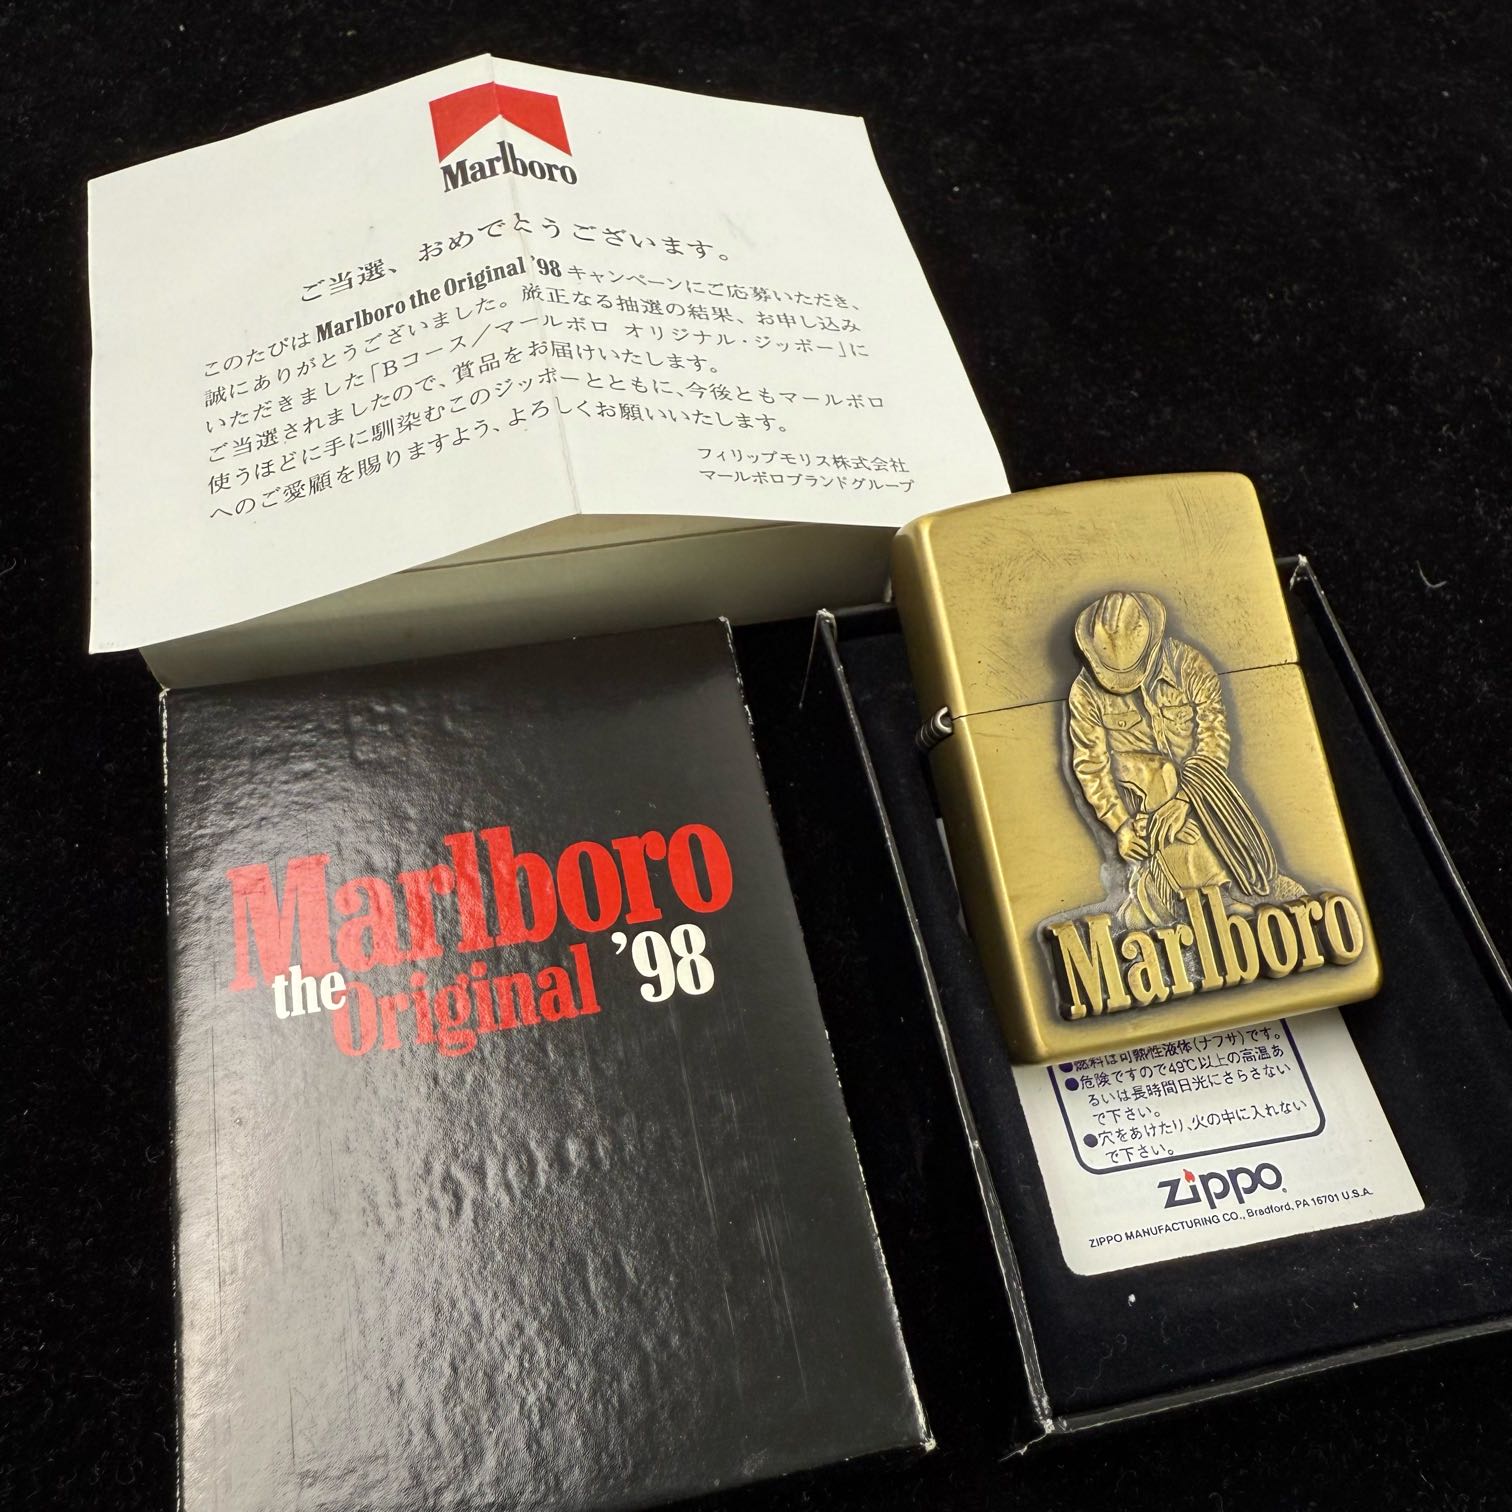 Marlboro
ご当選、おめでとうございます。
このたびは Marlboro the Original '98 キャンペーンにご応募いただき、
誠にありがとうございました。厳正なる抽選の結果、お申し込み
いただきました「Bコース／マールボロ オリジナル・ジッポー」に
ご当選されましたので、賞品をお届けいたします。
使うほどに手に馴染むこのジッポーとともに、今後ともマールボロ
へのご愛顧を賜りますよう、よろしくお願いいたします。
フィリップモリス株式会社
マールボロブランドグループ
Marlboro
the Original '98
Marlboro
●燃料は可燃性液体(ナフサ)です。
●危険ですので49℃以上の高温あ
るいは長時間日光にさらさない
で下さい。
●穴をあけたり、火の中に入れない
で下さい。
zippo
ZIPPO MANUFACTURING CO., Bradford, PA 16701 U.S.A.